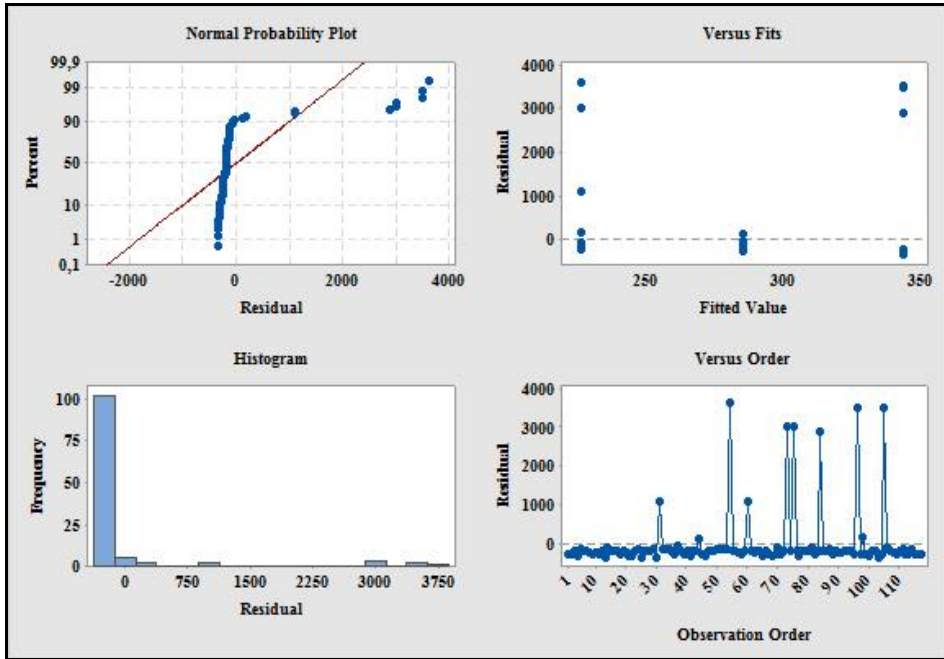 Normal Probability Plot
99,9
99
90
50
10
1
0,1
Percent
-2000 0 2000 4000
Residual
Versus Fits
4000
3000
2000
1000
0
Residual
250 300 350
Fitted Value
Histogram
100
75
50
25
0
Frequency
0 750 1500 2250 3000 3750
Residual
Versus Order
4000
3000
2000
1000
0
Residual
1 10 20 30 40 50 60 70 80 90 100 110
Observation Order